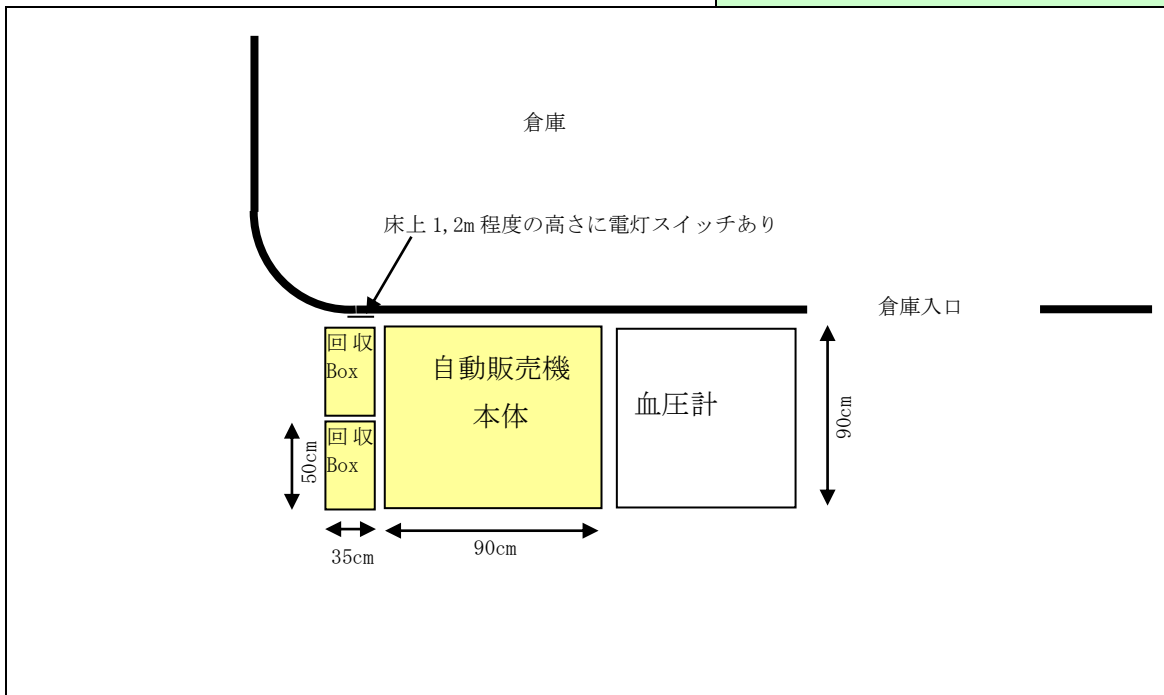 倉庫
床上 1,2m 程度の高さに電灯スイッチあり
倉庫入口
回収
Box
自動販売機
本体
血圧計
90cm
回収
Box
50cm
35cm
90cm